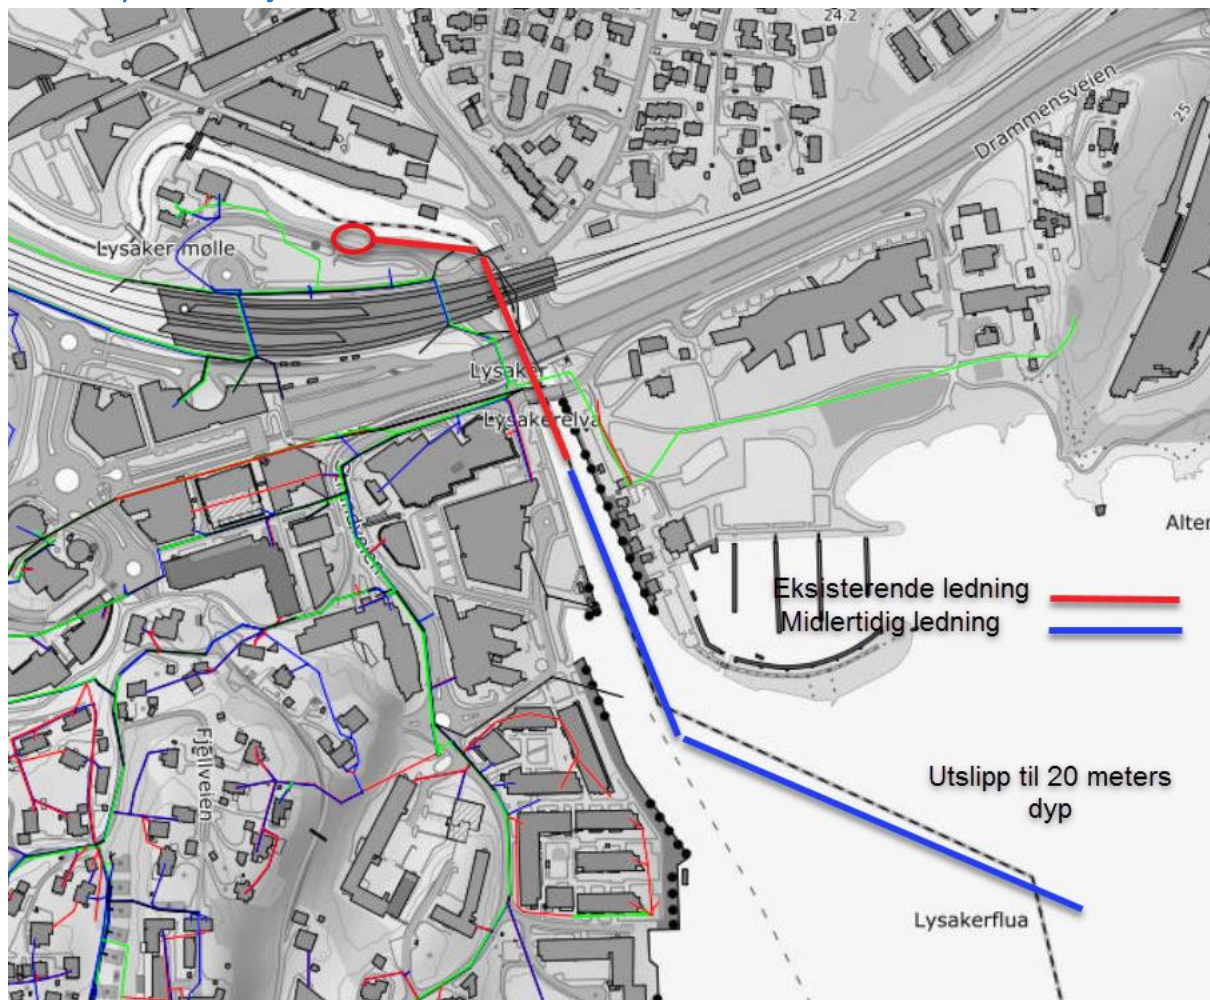 24.2
Drammensveien
25
Lysaker mølle
Lysaker
Lysakerelva
Alter
Eksisterende ledning
Midlertidig ledning
Fjellveien
Utslipp til 20 meters
dyp
Lysakerflua